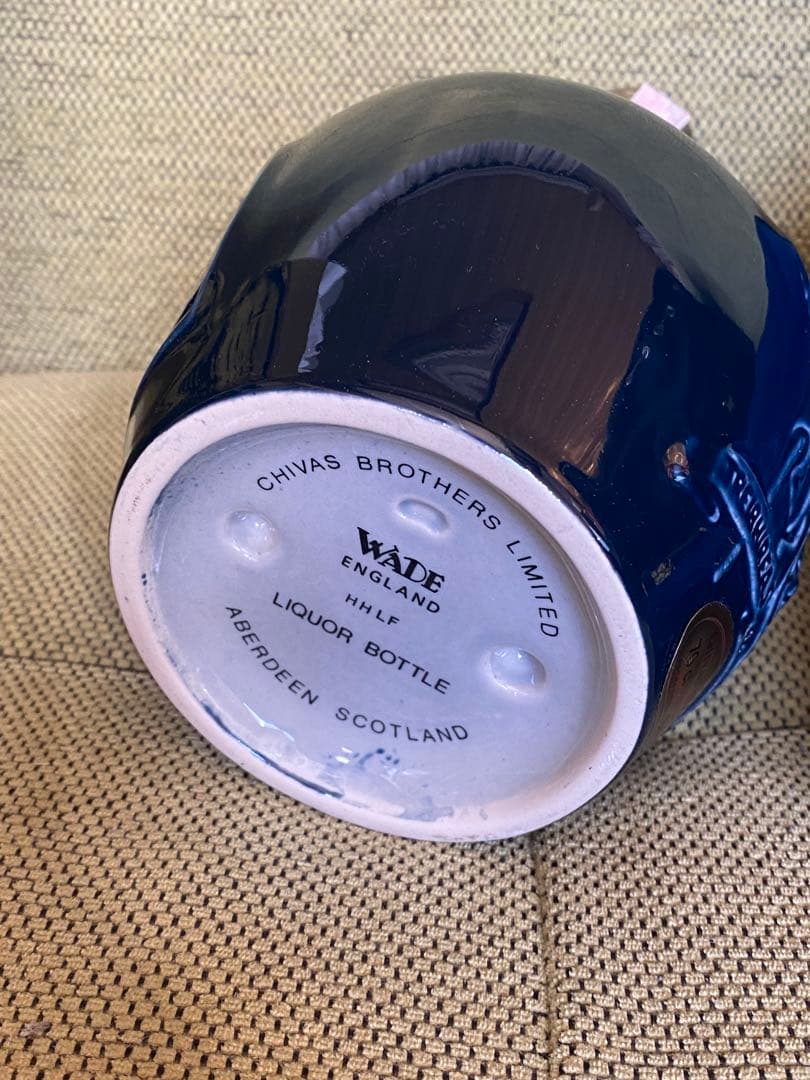 CHIVAS BROTHERS LIMITED
WADE
ENGLAND
HHLF
LIQUOR BOTTLE
ABERDEEN SCOTLAND